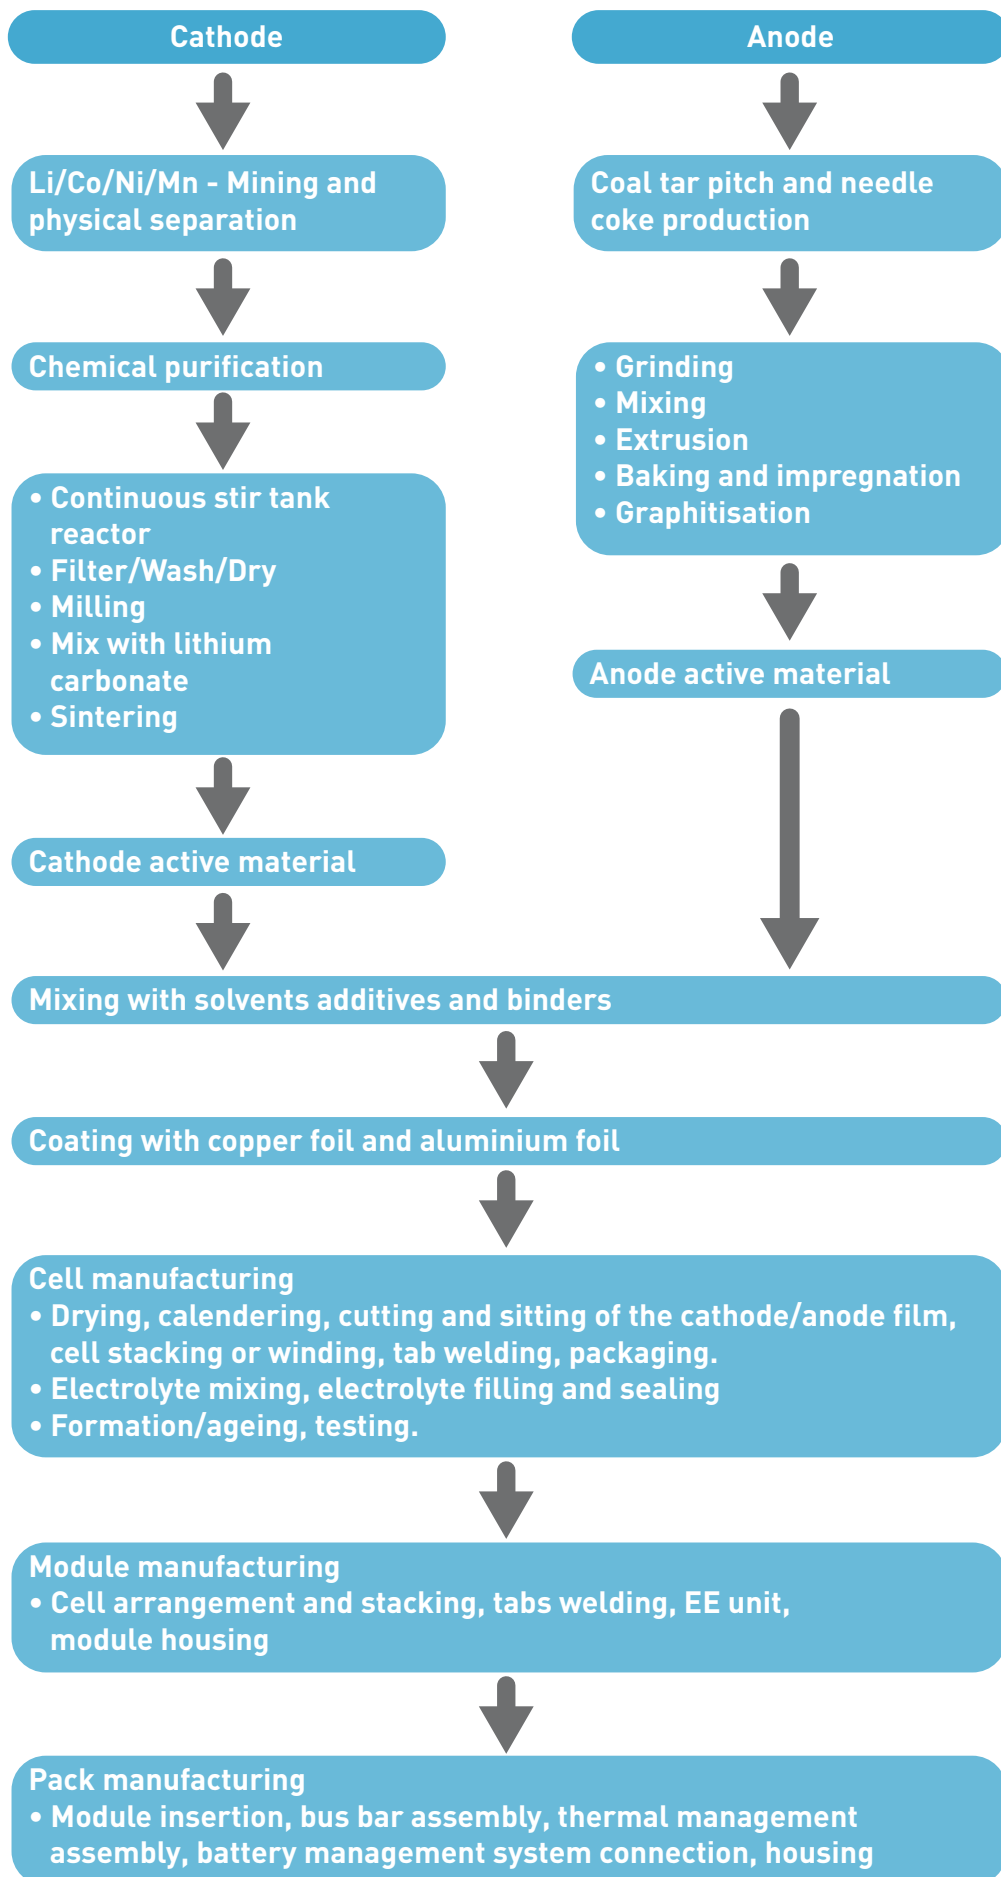 Cathode
Li/Co/Ni/Mn - Mining and
physical separation
Chemical purification
• Continuous stir tank
reactor
• Filter/Wash/Dry
• Milling
• Mix with lithium
carbonate
• Sintering
Cathode active material
Anode
Coal tar pitch and needle
coke production
• Grinding
• Mixing
• Extrusion
• Baking and impregnation
• Graphitisation
Anode active material
Mixing with solvents additives and binders
Coating with copper foil and aluminium foil
Cell manufacturing
• Drying, calendering, cutting and sitting of the cathode/anode film,
cell stacking or winding, tab welding, packaging.
• Electrolyte mixing, electrolyte filling and sealing
• Formation/ageing, testing.
Module manufacturing
• Cell arrangement and stacking, tabs welding, EE unit,
module housing
Pack manufacturing
• Module insertion, bus bar assembly, thermal management
assembly, battery management system connection, housing